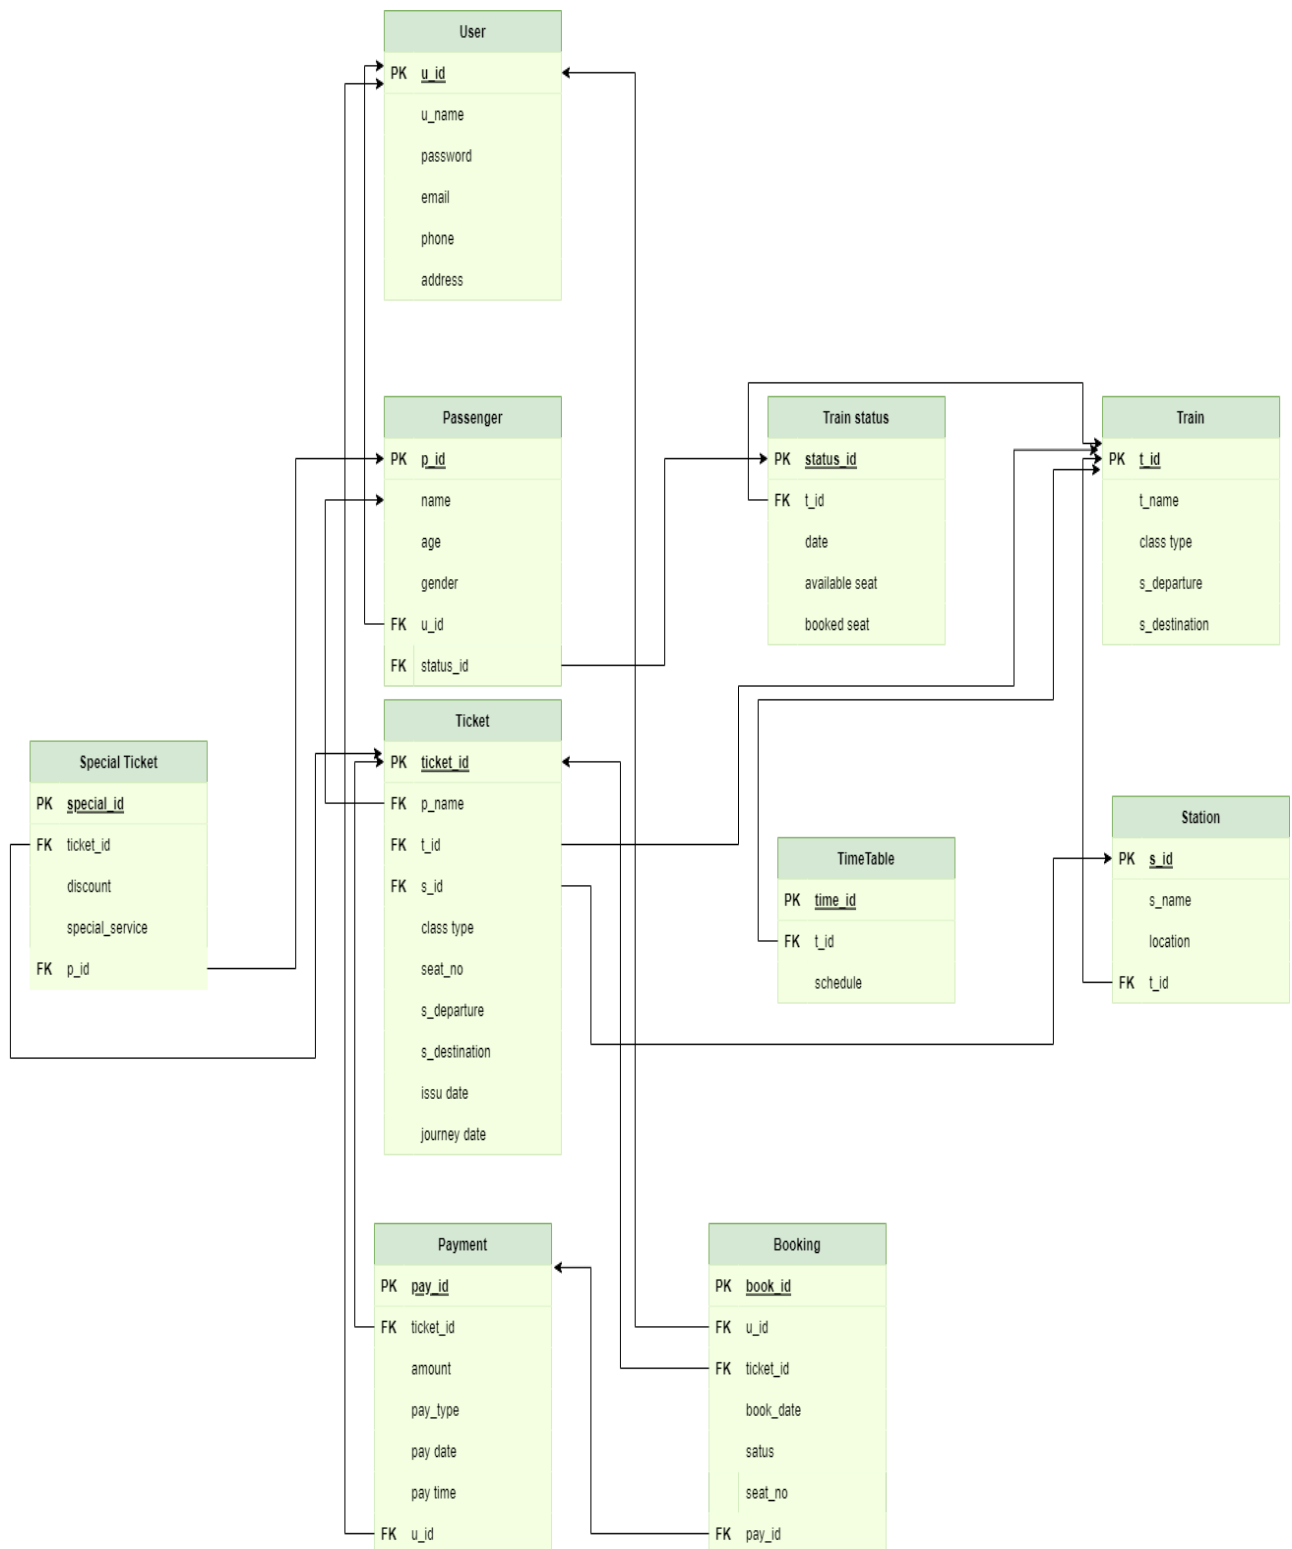 User
PK u_id
u_name
password
email
phone
address
Passenger
PK p_id
name
age
gender
FK u_id
FK status_id
Train status
PK status_id
FK t_id
date
available seat
booked seat
Train
PK t_id
t_name
class type
s_departure
s_destination
Ticket
PK ticket_id
FK p_name
FK t_id
FK s_id
class type
seat_no
s_departure
s_destination
issu date
journey date
Special Ticket
PK special_id
FK ticket_id
discount
special_service
FK p_id
TimeTable
PK time_id
FK t_id
schedule
Station
PK s_id
s_name
location
FK t_id
Payment
PK pay_id
FK ticket_id
amount
pay_type
pay date
pay time
FK u_id
Booking
PK book_id
FK u_id
FK ticket_id
book_date
satus
seat_no
FK pay_id